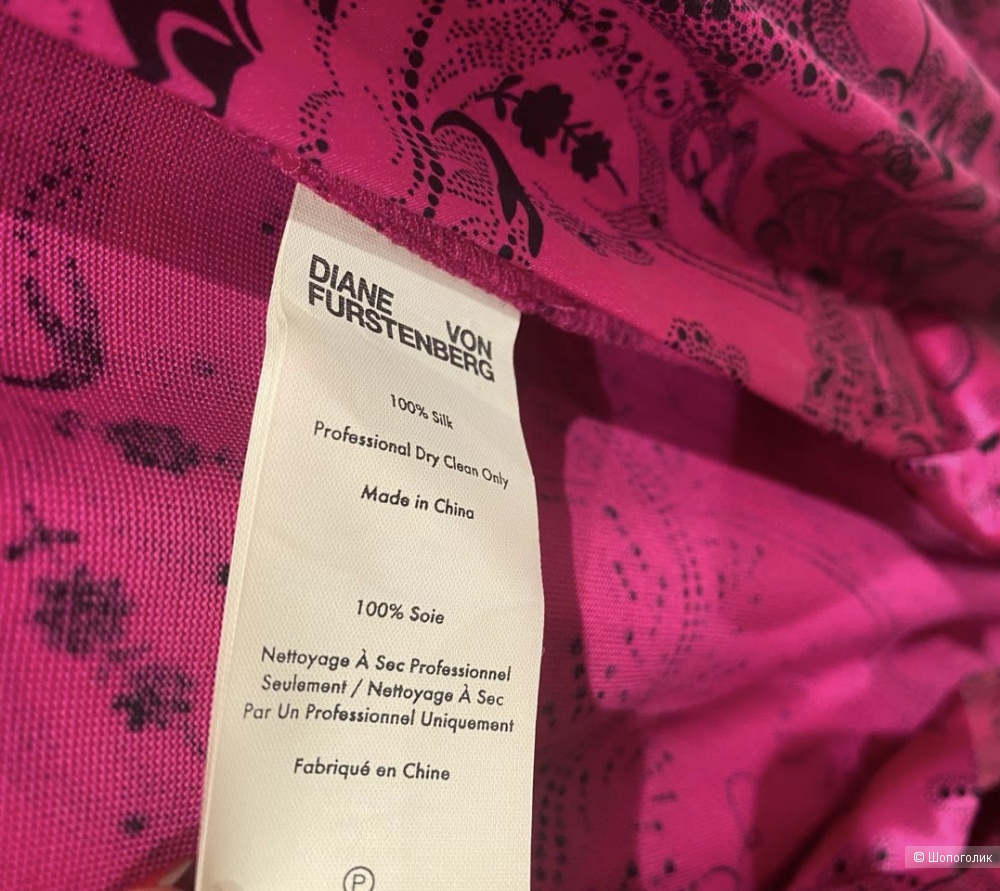 DIANE
VON
FURSTENBERG
100% Silk
Professional Dry Clean Only
Made in China
100% Soie
Nettoyage À Sec Professionnel
Seulement / Nettoyage À Sec
Par Un Professionnel Uniquement
Fabriqué en Chine
P
© Шопоголик